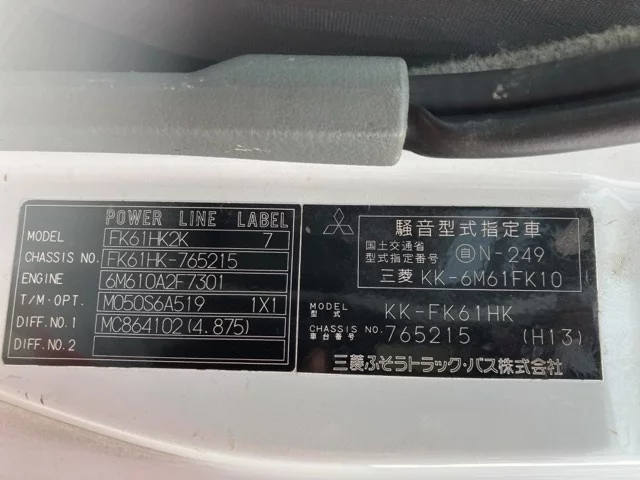 POWER LINE LABEL
MODEL FK61HK2K 7
CHASSIS NO. FK61HK-765215
ENGINE 6M610A2F7301
T/M·OPT. M050S6A519 1X1
DIFF.NO.1 MC864102(4.875)
DIFF.NO.2
騒音型式指定車
国土交通省
型式指定番号 自N-249
三菱 KK-6M61FK10
MODEL
型式 KK-FK61HK
CHASSIS NO.
車台番号 765215 (H13)
三菱ふそうトラック・バス株式会社